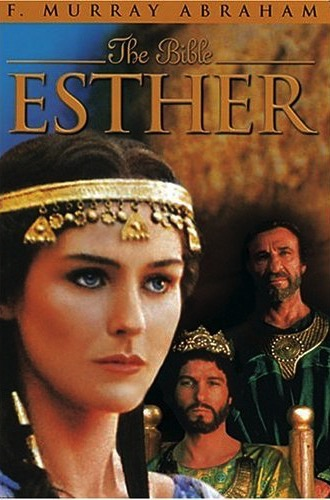 F. MURRAY ABRAHAM
The Bible
ESTHER